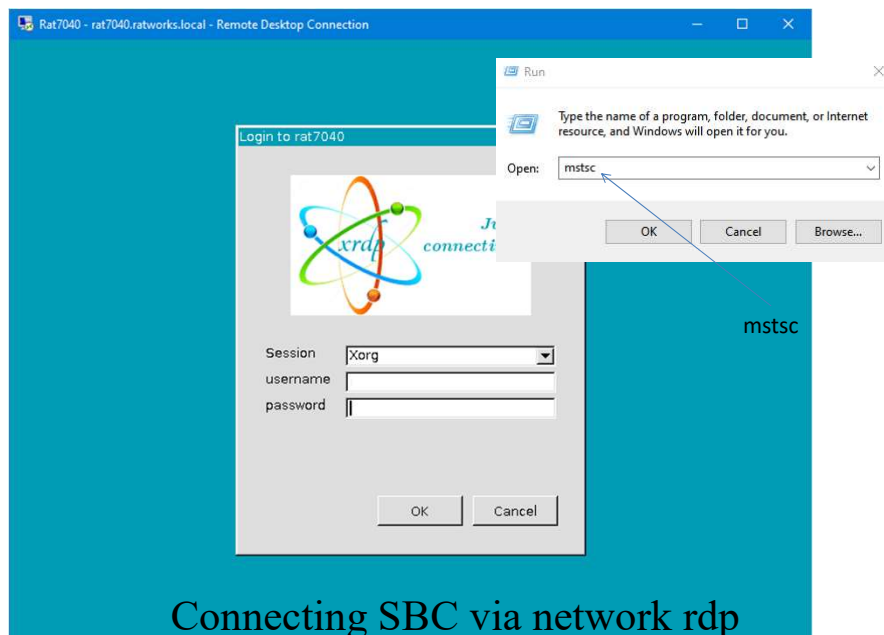 Rat7040 - rat7040.ratworks.local - Remote Desktop Connection
Run
Type the name of a program, folder, document, or Internet
resource, and Windows will open it for you.
Open: mstsc
OK Cancel Browse...
mstsc
Login to rat7040
xrdp
Session Xorg
username
password
OK Cancel
Connecting SBC via network rdp